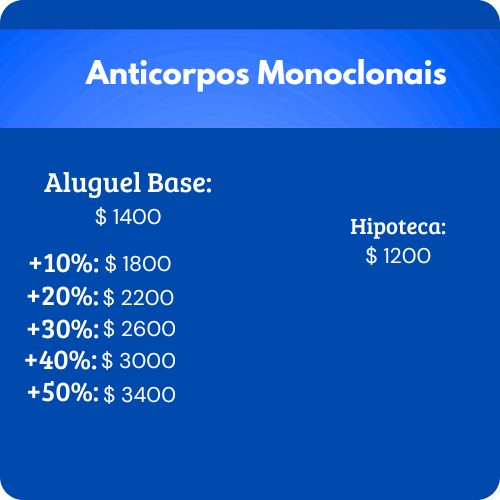 Anticorpos Monoclonais
Aluguel Base:
$ 1400
+10%: $ 1800
+20%: $ 2200
+30%: $ 2600
+40%: $ 3000
+50%: $ 3400
Hipoteca:
$ 1200